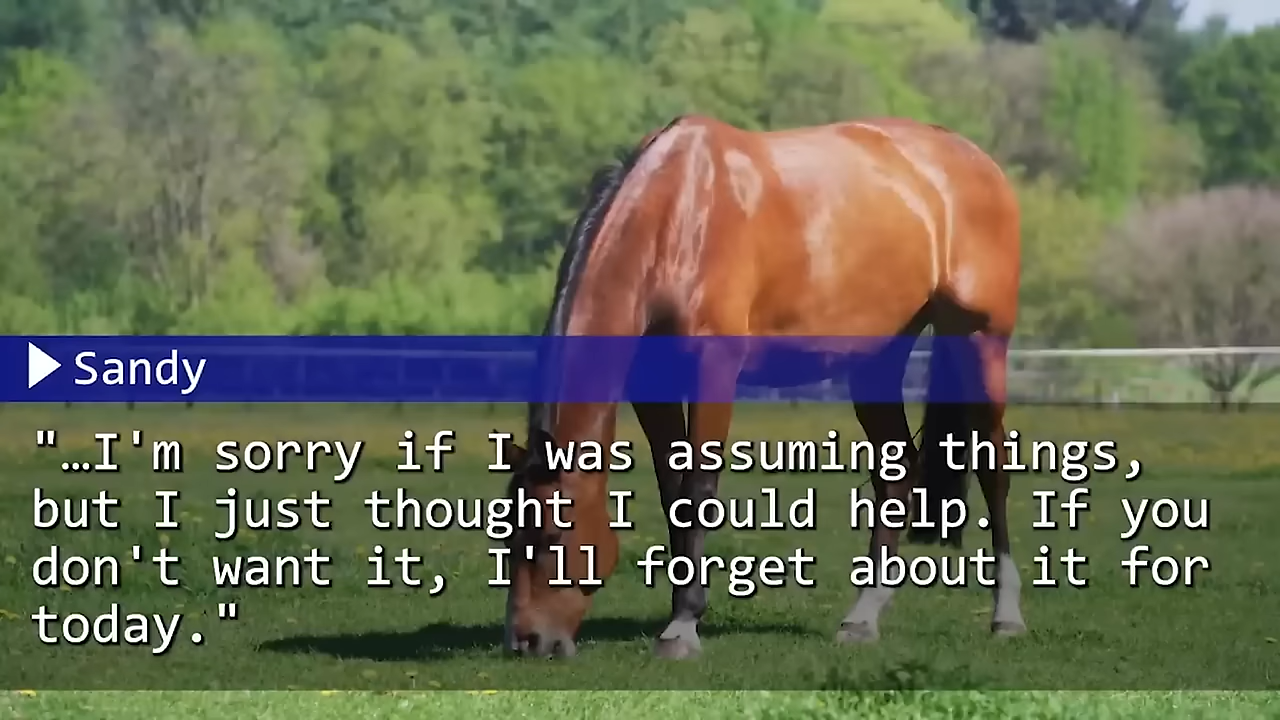 Sandy
"…I'm sorry if I was assuming things,
but I just thought I could help. If you
don't want it, I'll forget about it for
today."